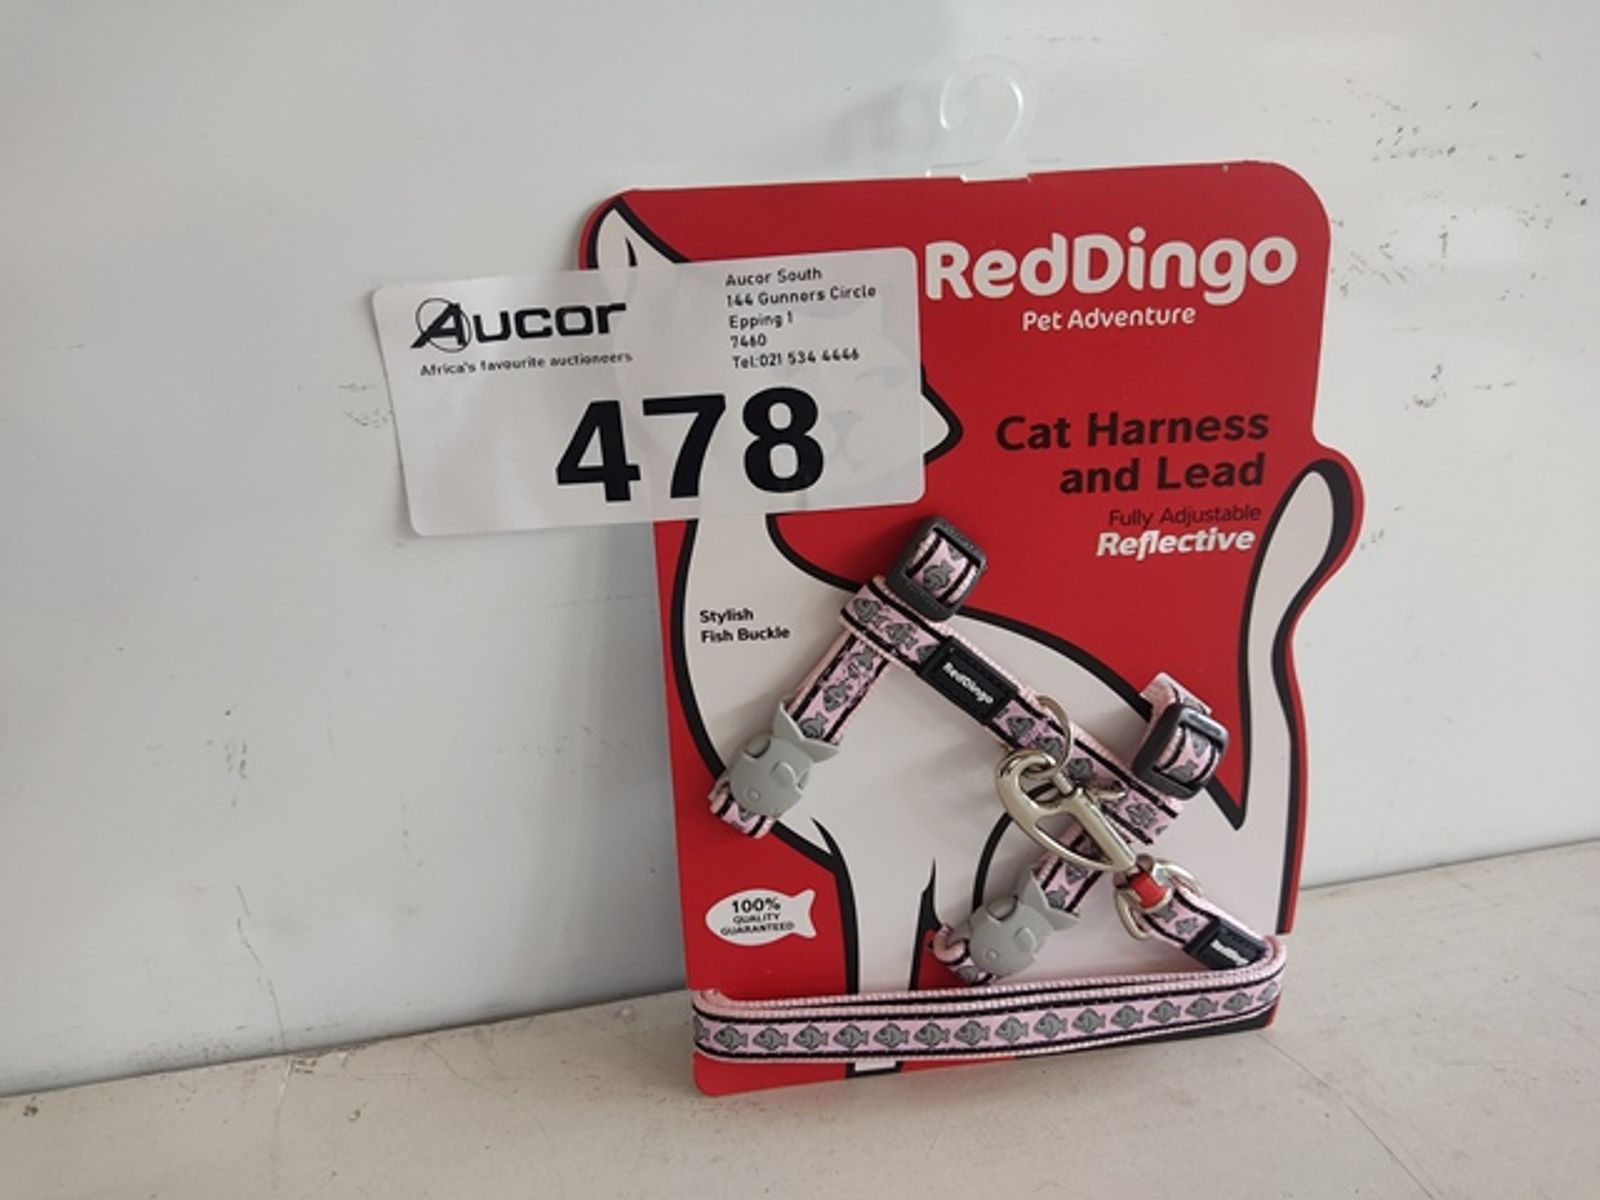 Aucor
Africa's favourite auctioneers
Aucor South
144 Gunners Circle
Epping 1
7460
Tel:021 534 4446
478
RedDingo
Pet Adventure
Cat Harness
and Lead
Fully Adjustable
Reflective
Stylish
Fish Buckle
RedDingo
100%
QUALITY
GUARANTEED
RedDingo